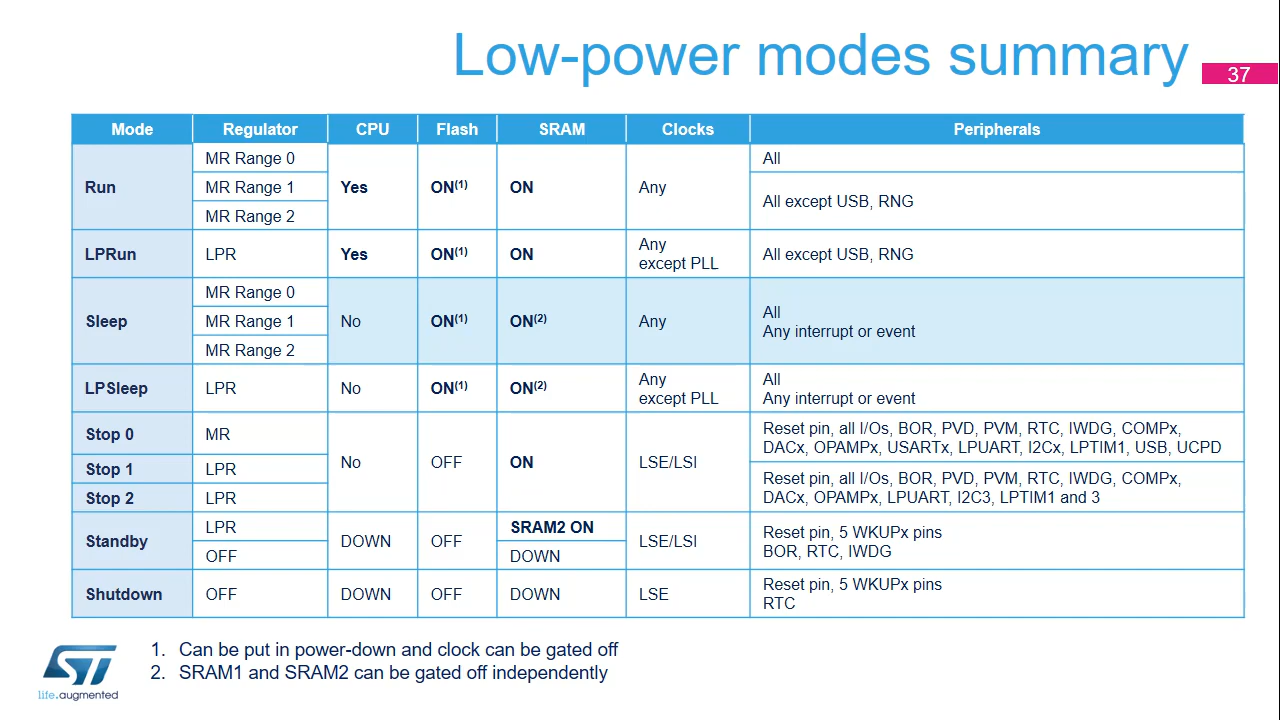 Low-power modes summary
37
Mode Regulator CPU Flash SRAM Clocks Peripherals
Run
MR Range 0
MR Range 1
MR Range 2
Yes
ON(1)
ON
Any
All
All except USB, RNG
LPRun
LPR
Yes
ON(1)
ON
Any
except PLL
All except USB, RNG
Sleep
MR Range 0
MR Range 1
MR Range 2
No
ON(1)
ON(2)
Any
All
Any interrupt or event
LPSleep
LPR
No
ON(1)
ON(2)
Any
except PLL
All
Any interrupt or event
Stop 0
MR
Stop 1
LPR
Stop 2
LPR
No
OFF
ON
LSE/LSI
Reset pin, all I/Os, BOR, PVD, PVM, RTC, IWDG, COMPx,
DACx, OPAMPx, USARTx, LPUART, I2Cx, LPTIM1, USB, UCPD
Reset pin, all I/Os, BOR, PVD, PVM, RTC, IWDG, COMPx,
DACx, OPAMPx, LPUART, I2C3, LPTIM1 and 3
Standby
LPR
OFF
DOWN
OFF
SRAM2 ON
DOWN
LSE/LSI
Reset pin, 5 WKUPx pins
BOR, RTC, IWDG
Shutdown
OFF
DOWN
OFF
DOWN
LSE
Reset pin, 5 WKUPx pins
RTC
1. Can be put in power-down and clock can be gated off
2. SRAM1 and SRAM2 can be gated off independently
ST
life.augmented